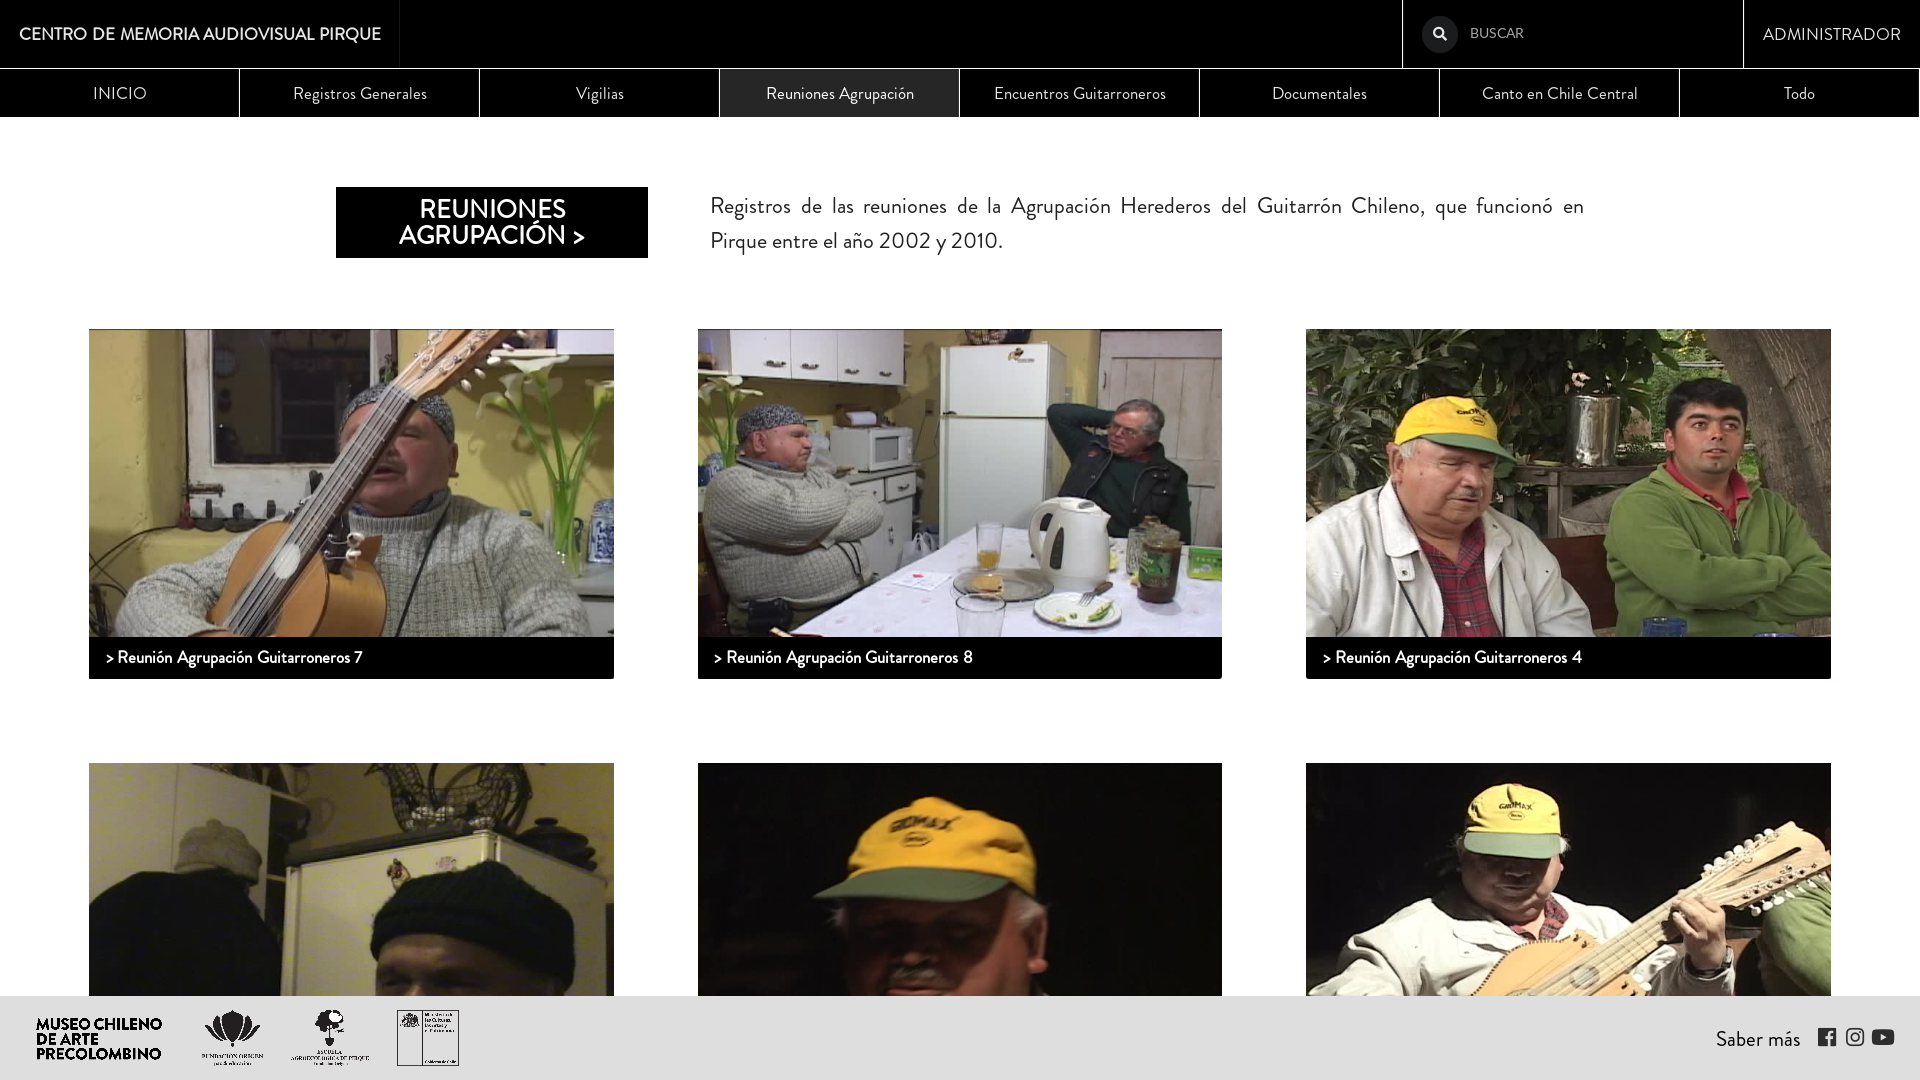 CENTRO DE MEMORIA AUDIOVISUAL PIRQUE
BUSCAR
ADMINISTRADOR
INICIO
Registros Generales
Vigilias
Reuniones Agrupación
Encuentros Guitarroneros
Documentales
Canto en Chile Central
Todo
REUNIONES
AGRUPACIÓN >
Registros de las reuniones de la Agrupación Herederos del Guitarrón Chileno, que funcionó en
Pirque entre el año 2002 y 2010.
> Reunión Agrupación Guitarroneros 7
> Reunión Agrupación Guitarroneros 8
> Reunión Agrupación Guitarroneros 4
MUSEO CHILENO
DE ARTE
PRECOLOMBINO
FUNDACION ORIGEN
ESCUELA
AGROECOLOGICA DE PIRQUE
Saber más